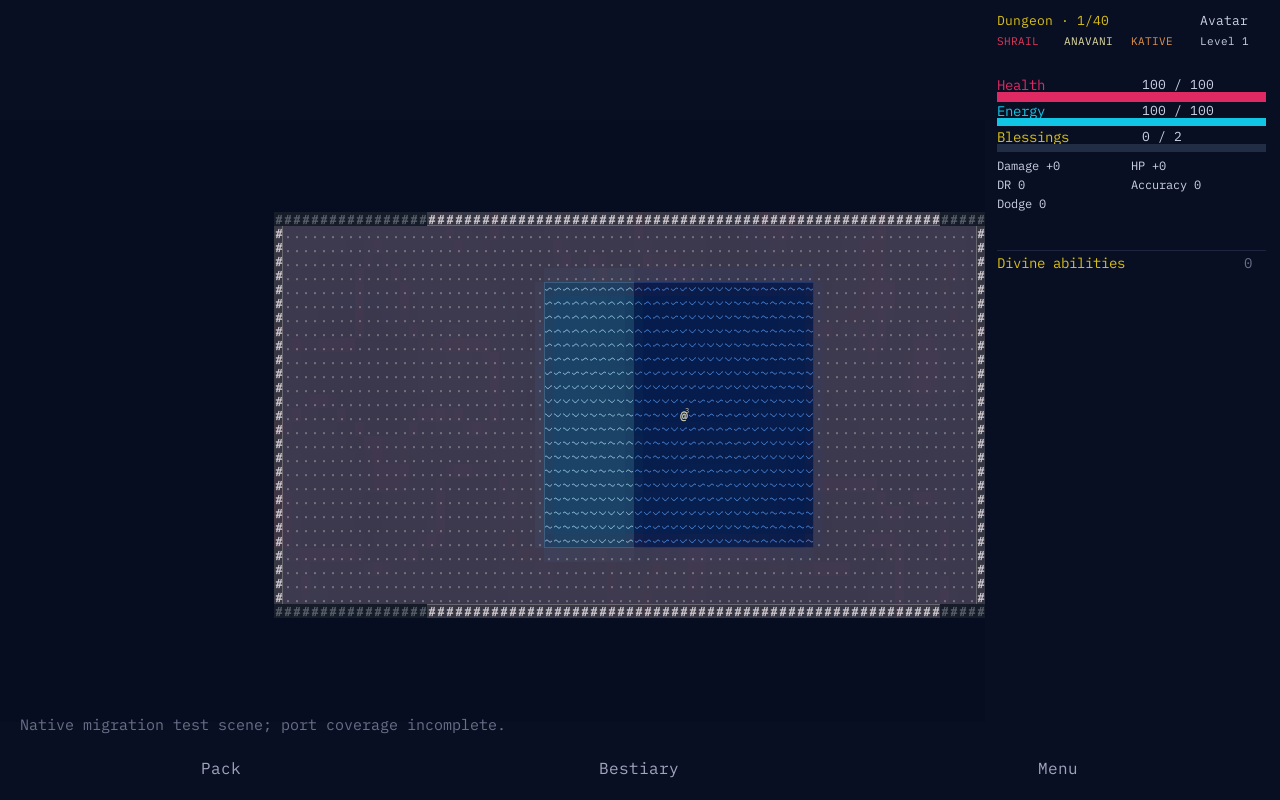 Dungeon · 1/40 Avatar
SHRAIL ANAVANI KATIVE Level 1
Health 100 / 100
Energy 100 / 100
Blessings 0 / 2
Damage +0 HP +0
DR 0 Accuracy 0
Dodge 0
Divine abilities 0
@3
Native migration test scene; port coverage incomplete.
Pack Bestiary Menu